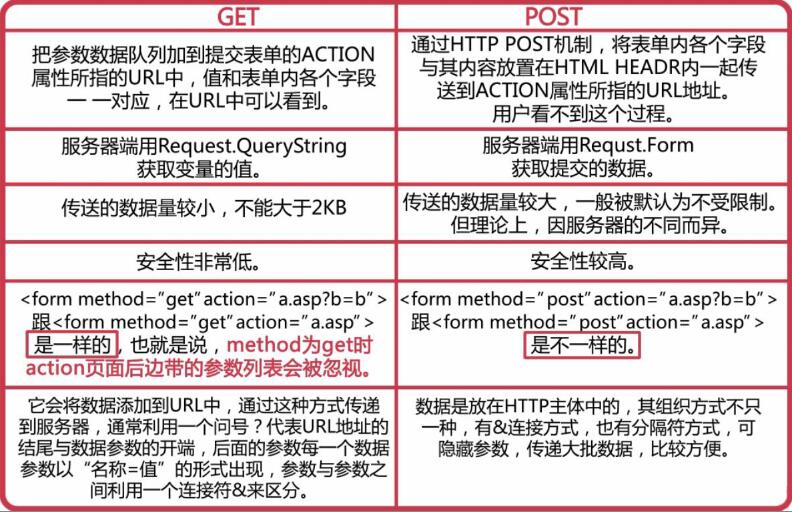 GET
POST
把参数数据队列加到提交表单的ACTION
属性所指的URL中，值和表单内各个字段
一 一对应，在URL中可以看到。
通过HTTP POST机制，将表单内各个字段
与其内容放置在HTML HEADR内一起传
送到ACTION属性所指的URL地址。
用户看不到这个过程。
服务器端用Request.QueryString
获取变量的值。
服务器端用Requst.Form
获取提交的数据。
传送的数据量较小，不能大于2KB
传送的数据量较大，一般被默认为不受限制。
但理论上，因服务器的不同而异。
安全性非常低。
安全性较高。
<form method="get"action="a.asp?b=b">
跟<form method="get"action="a.asp">
是一样的，也就是说，method为get时
action页面后边带的参数列表会被忽视。
<form method="post"action="a.asp?b=b">
跟<form method="post"action="a.asp">
是不一样的。
它会将数据添加到URL中，通过这种方式传递
到服务器，通常利用一个问号？代表URL地址的
结尾与数据参数的开端，后面的参数每一个数据
参数以“名称=值”的形式出现，参数与参数之
间利用一个连接符&来区分。
数据是放在HTTP主体中的，其组织方式不只
一种，有&连接方式，也有分隔符方式，可
隐藏参数，传递大批数据，比较方便。